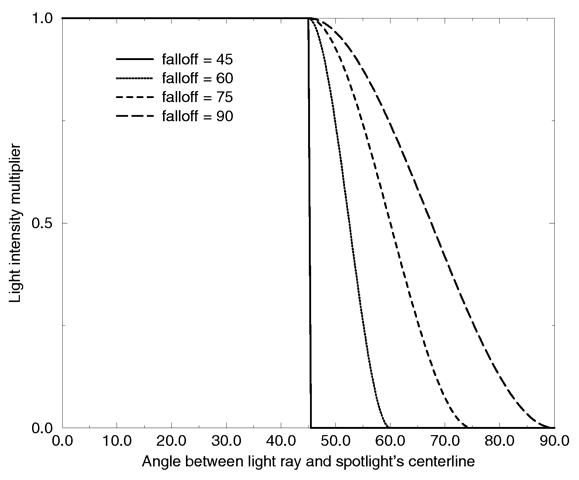 1.0
falloff = 45
falloff = 60
falloff = 75
falloff = 90
Light intensity multiplier
0.5
0.0
0.0 10.0 20.0 30.0 40.0 50.0 60.0 70.0 80.0 90.0
Angle between light ray and spotlight's centerline